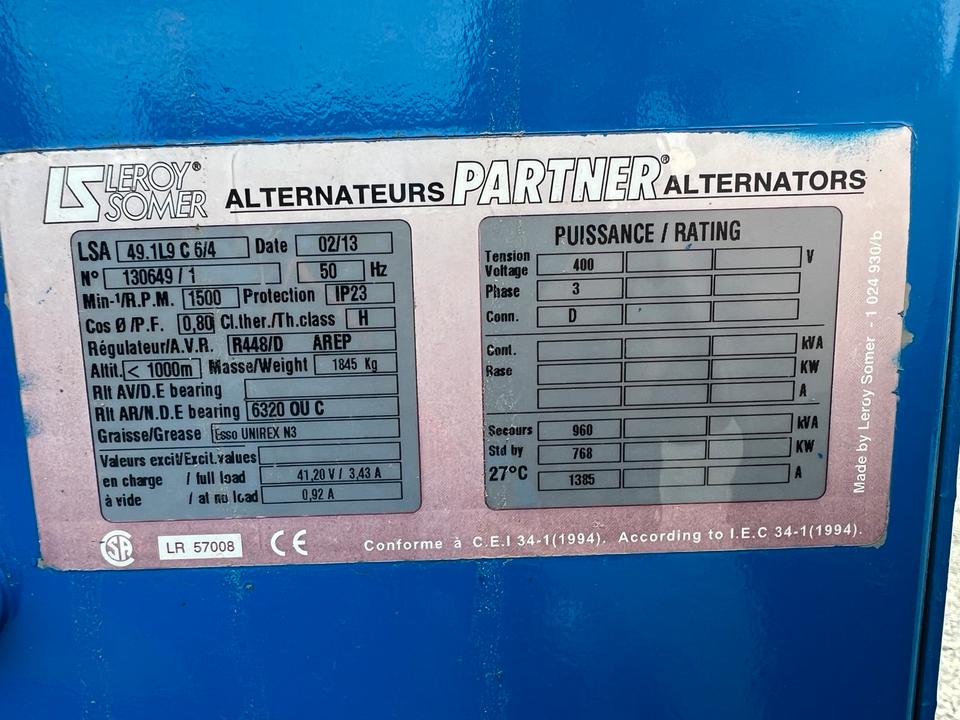 LEROY® SOMER ALTERNATEURS PARTNER® ALTERNATORS
LSA 49.1L9 C 6/4 Date 02/13
N° 130649 / 1 50 Hz
Min-¹/R.P.M. 1500 Protection IP23
Cos Ø /P.F. 0,80 Cl.ther./Th.class H
Régulateur/A.V.R. R448/D AREP
Altit. < 1000m Masse/Weight 1845 Kg
Rlt AV/D.E bearing
Rlt AR/N.D.E bearing 6320 OU C
Graisse/Grease Esso UNIREX N3
Valeurs excit/Excit.values
en charge / full load 41,20 V / 3,43 A
à vide / at no load 0,92 A
PUISSANCE / RATING
Tension
Voltage 400 V
Phase 3
Conn. D
Cont. kVA
Rase KW
A
Secours 960 kVA
Std by 768 KW
27°C 1385 A
Made by Leroy Somer - 1 024 930/b
SA LR 57008 CE Conforme à C.E.I 34-1(1994). According to I.E.C 34-1(1994).